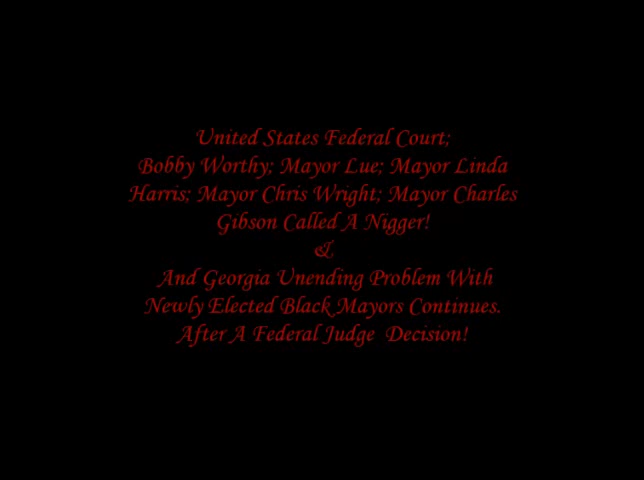 United States Federal Court;
Bobby Worthy; Mayor Lue; Mayor Linda
Harris: Mayor Chris Wright; Mayor Charles
Gibson Called A Nigger!
&
And Georgia Unending Problem With
Newly Elected Black Mayors Continues.
After A Federal Judge Decision!